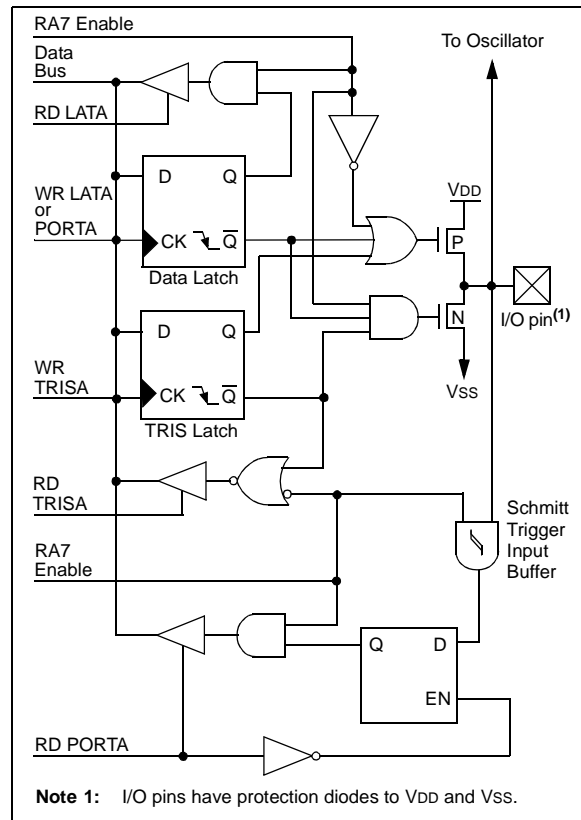 RA7 Enable
Data
Bus
To Oscillator
RD LATA
D
Q
VDD
WR LATA
or
PORTA
CK
Q
P
Data Latch
D
Q
N
I/O pin(1)
WR
TRISA
CK
Q
VSS
TRIS Latch
RD
TRISA
Schmitt
Trigger
Input
Buffer
RA7
Enable
Q
D
EN
RD PORTA
Note 1: I/O pins have protection diodes to VDD and VSS.